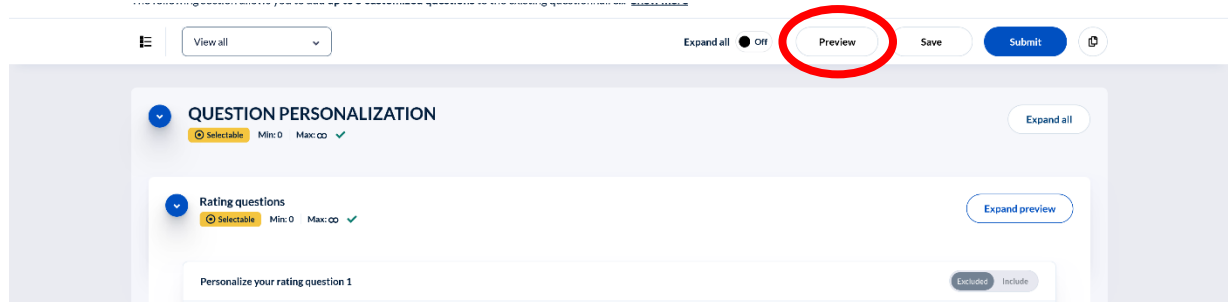 View all
Expand all Off Preview Save Submit
QUESTION PERSONALIZATION
Selectable Min: 0 Max: ∞
Expand all
Rating questions
Selectable Min: 0 Max: ∞
Expand preview
Personalize your rating question 1
Excluded Include